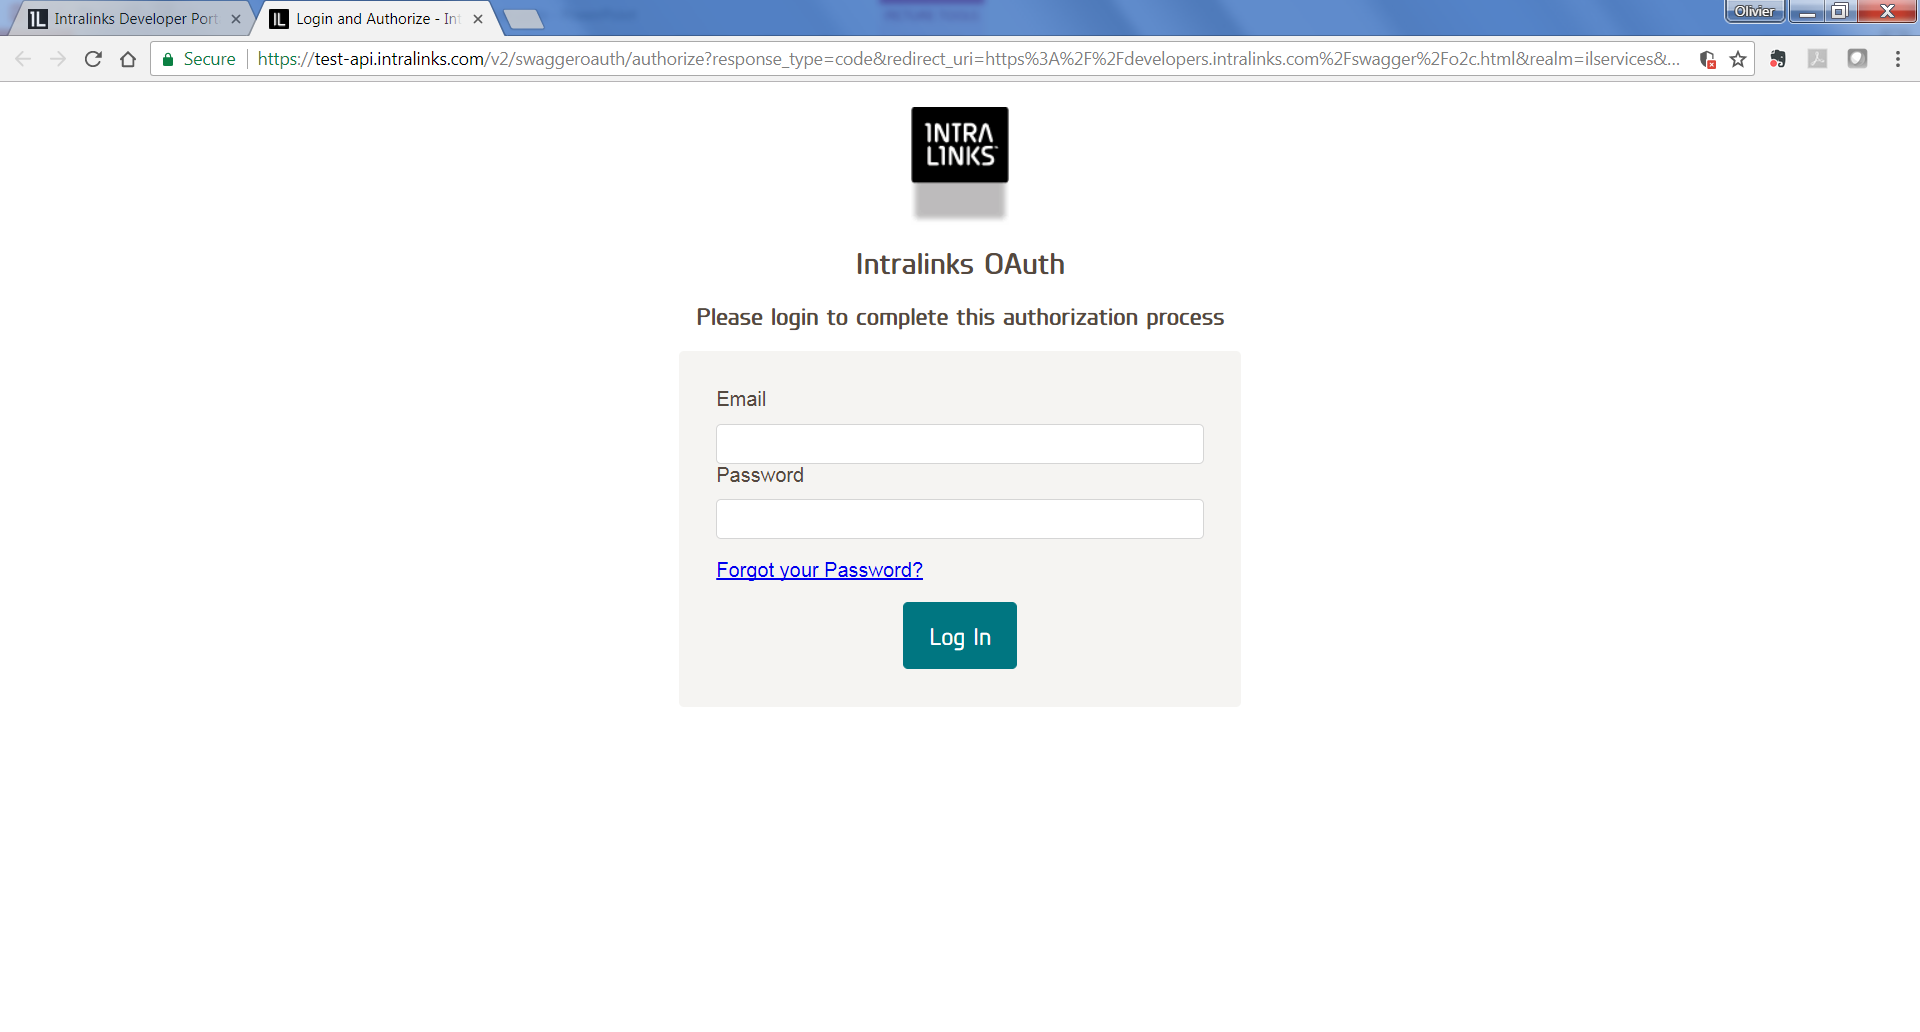 Intralinks Developer Port
Login and Authorize - Int
Olivier
Secure
https://test-api.intralinks.com/v2/swaggeroauth/authorize?response_type=code&redirect_uri=https%3A%2F%2Fdevelopers.intralinks.com%2Fswagger%2Fo2c.html&realm=ilservices&...
INTRA
LINKS
Intralinks OAuth
Please login to complete this authorization process
Email
Password
Forgot your Password?
Log In